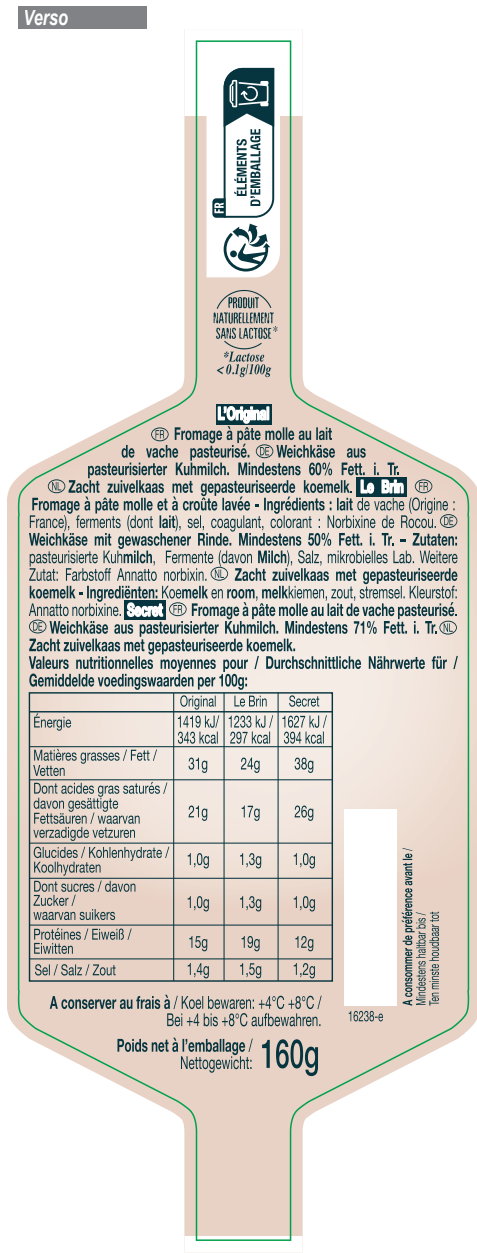 Verso
ÉLÉMENTS
D'EMBALLAGE
FR
PRODUIT
NATURELLEMENT
SANS LACTOSE*
*Lactose
< 0.1g/100g
L'Original
FR Fromage à pâte molle au lait
de vache pasteurisé. DE Weichkäse aus
pasteurisierter Kuhmilch. Mindestens 60% Fett. i. Tr.
NL Zacht zuivelkaas met gepasteuriseerde koemelk. Le Brin FR
Fromage à pâte molle et à croûte lavée - Ingrédients : lait de vache (Origine :
France), ferments (dont lait), sel, coagulant, colorant : Norbixine de Rocou. DE
Weichkäse mit gewaschener Rinde. Mindestens 50% Fett. i. Tr. – Zutaten:
pasteurisierte Kuhmilch, Fermente (davon Milch), Salz, mikrobielles Lab. Weitere
Zutat: Farbstoff Annatto norbixin. NL Zacht zuivelkaas met gepasteuriseerde
koemelk - Ingrediënten: Koemelk en room, melkkiemen, zout, stremsel. Kleurstof:
Annatto norbixine. Secret FR Fromage à pâte molle au lait de vache pasteurisé.
DE Weichkäse aus pasteurisierter Kuhmilch. Mindestens 71% Fett. i. Tr. NL
Zacht zuivelkaas met gepasteuriseerde koemelk.
Valeurs nutritionnelles moyennes pour / Durchschnittliche Nährwerte für /
Gemiddelde voedingswaarden per 100g:
Original Le Brin Secret
Énergie 1419 kJ/ 1233 kJ / 1627 kJ /
343 kcal 297 kcal 394 kcal
Matières grasses / Fett /
Vetten 31g 24g 38g
Dont acides gras saturés /
davon gesättigte
Fettsäuren / waarvan
verzadigde vetzuren 21g 17g 26g
Glucides / Kohlenhydrate /
Koolhydraten 1,0g 1,3g 1,0g
Dont sucres / davon
Zucker /
waarvan suikers 1,0g 1,3g 1,0g
Protéines / Eiweiß /
Eiwitten 15g 19g 12g
Sel / Salz / Zout 1,4g 1,5g 1,2g
A consommer de préférence avant le /
Mindestens haltbar bis /
Ten minste houdbaar tot
16238-e
A conserver au frais à / Koel bewaren: +4°C +8°C /
Bei +4 bis +8°C aufbewahren.
Poids net à l'emballage /
Nettogewicht: 160g